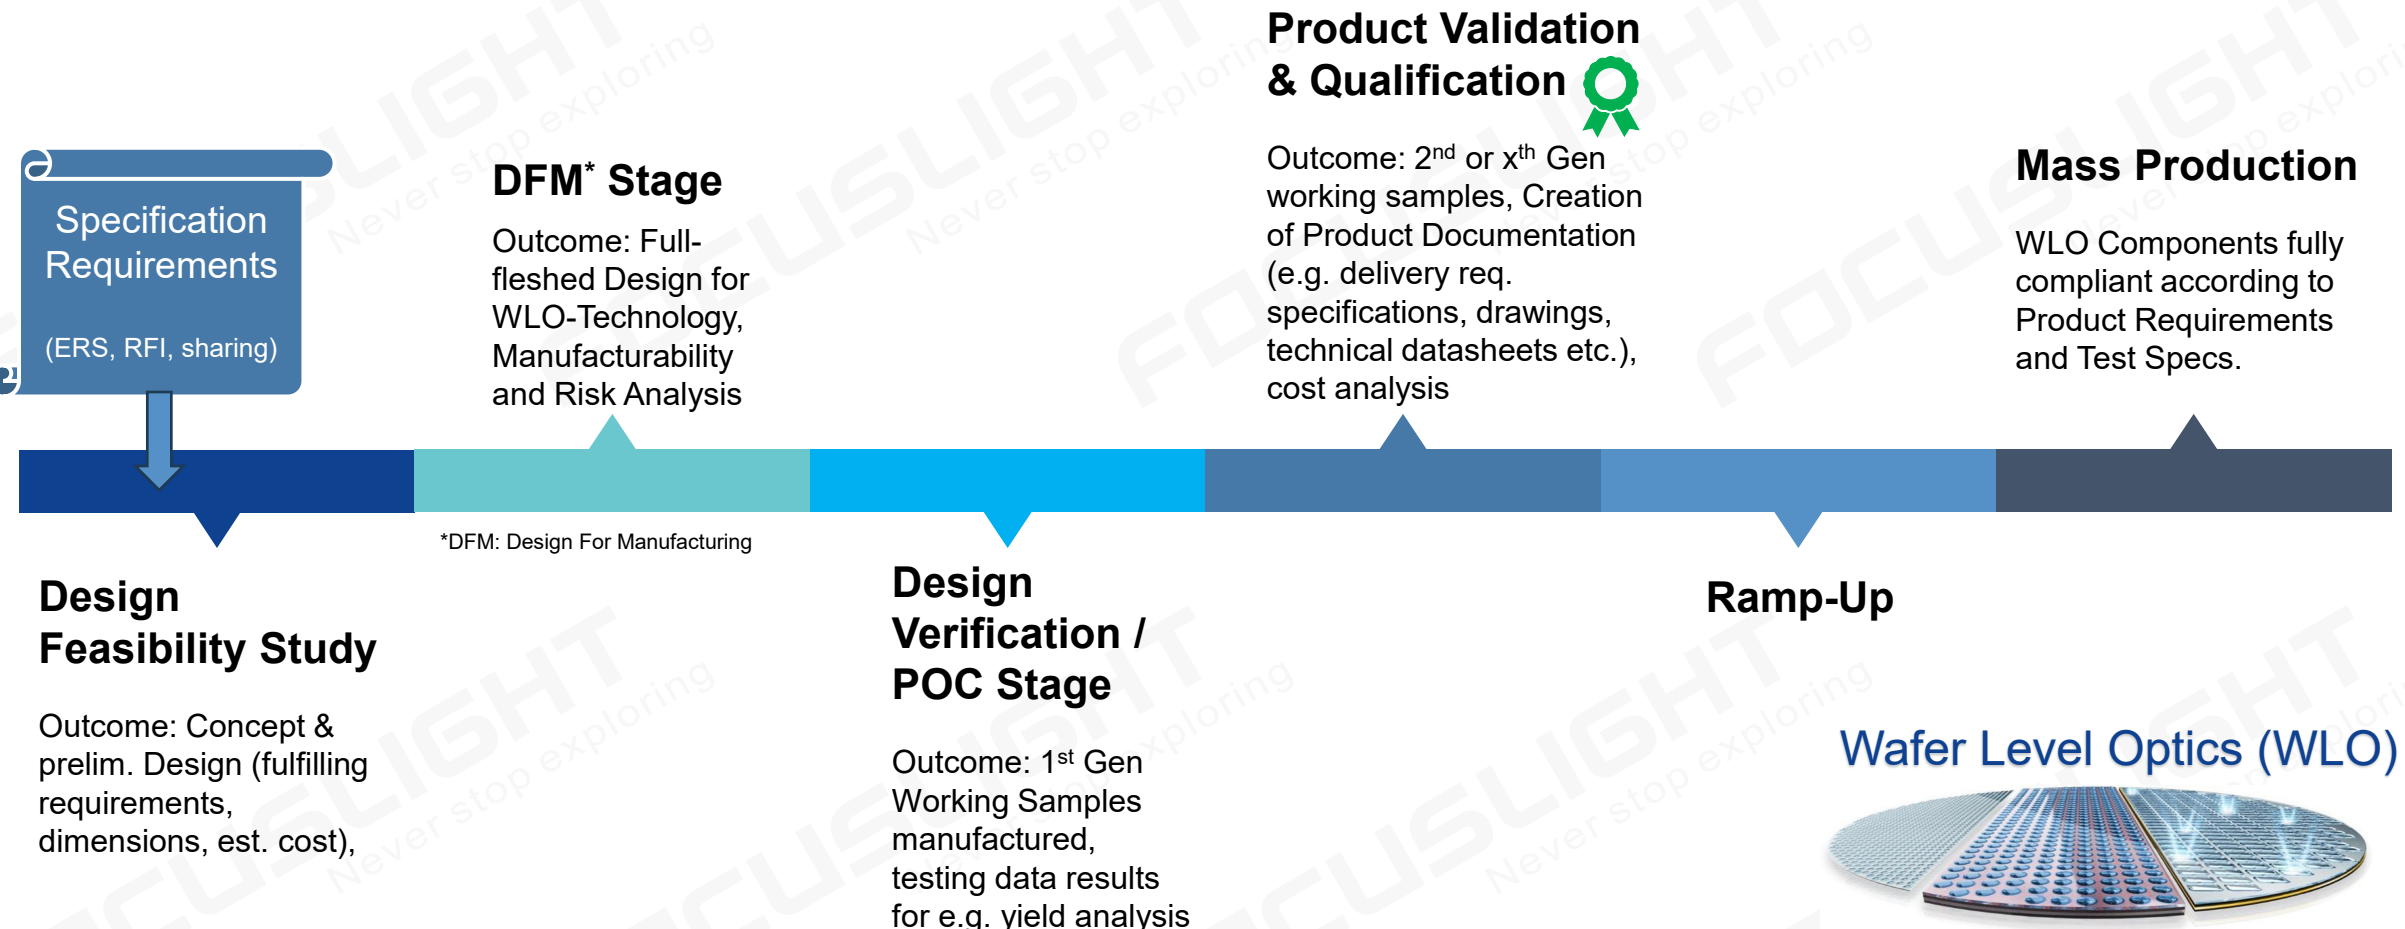 Specification
Requirements
(ERS, RFI, sharing)
Design
Feasibility Study
Outcome: Concept &
prelim. Design (fulfilling
requirements,
dimensions, est. cost),
DFM* Stage
Outcome: Full-
fleshed Design for
WLO-Technology,
Manufacturability
and Risk Analysis
*DFM: Design For Manufacturing
Design
Verification /
POC Stage
Outcome: 1st Gen
Working Samples
manufactured,
testing data results
for e.g. yield analysis
Product Validation
& Qualification
Outcome: 2nd or xth Gen
working samples, Creation
of Product Documentation
(e.g. delivery req.
specifications, drawings,
technical datasheets etc.),
cost analysis
Ramp-Up
Mass Production
WLO Components fully
compliant according to
Product Requirements
and Test Specs.
Wafer Level Optics (WLO)
FOCUSLIGHT
Never stop exploring